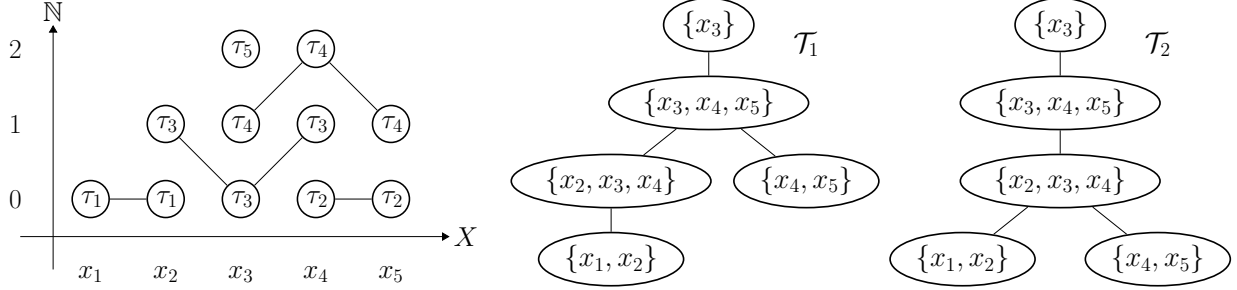 ℕ
2 τ₅ τ₄
1 τ₃ τ₄ τ₃ τ₄
0 τ₁ τ₁ τ₃ τ₂ τ₂
X
x₁ x₂ x₃ x₄ x₅
{x₃}
𝒯₁
{x₃, x₄, x₅}
{x₂, x₃, x₄} {x₄, x₅}
{x₁, x₂}
{x₃}
𝒯₂
{x₃, x₄, x₅}
{x₂, x₃, x₄}
{x₁, x₂} {x₄, x₅}